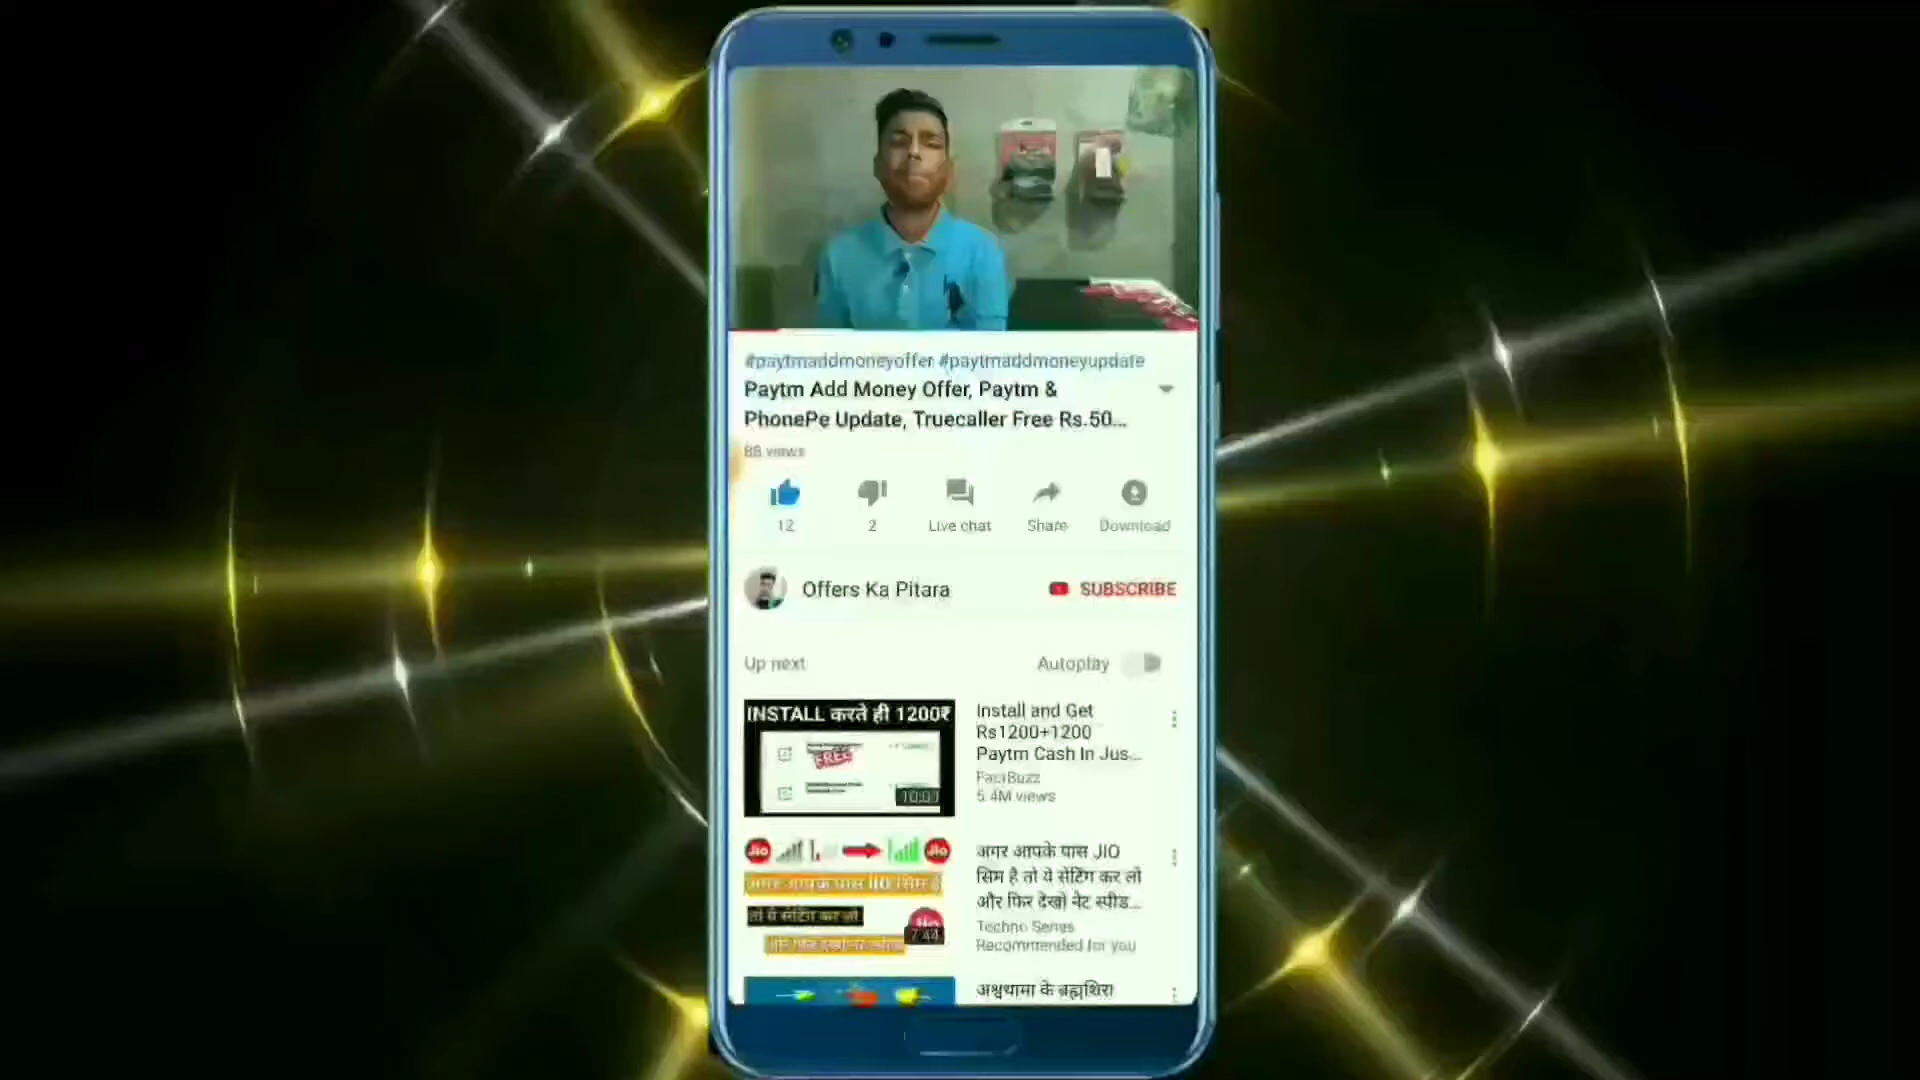 #paytmaddmoneyoffer #paytmaddmoneyupdate
Paytm Add Money Offer, Paytm &
PhonePe Update, Truecaller Free Rs.50...
88 views
12
2
Live chat
Share
Download
Offers Ka Pitara
SUBSCRIBE
Up next
Autoplay
INSTALL करते ही 1200₹
FREE
10:01
Install and Get
Rs1200+1200
Paytm Cash In Jus...
FactBuzz
5.4M views
Jio
Jio
अगर आपके पास JIO सिम है
तो ये सेटिंग कर लो
Jio
7:44
अगर आपके पास JIO
सिम है तो ये सेटिंग कर लो
और फिर देखो नेट स्पीड...
Techno Series
Recommended for you
अश्वथामा के ब्रह्मशिरा